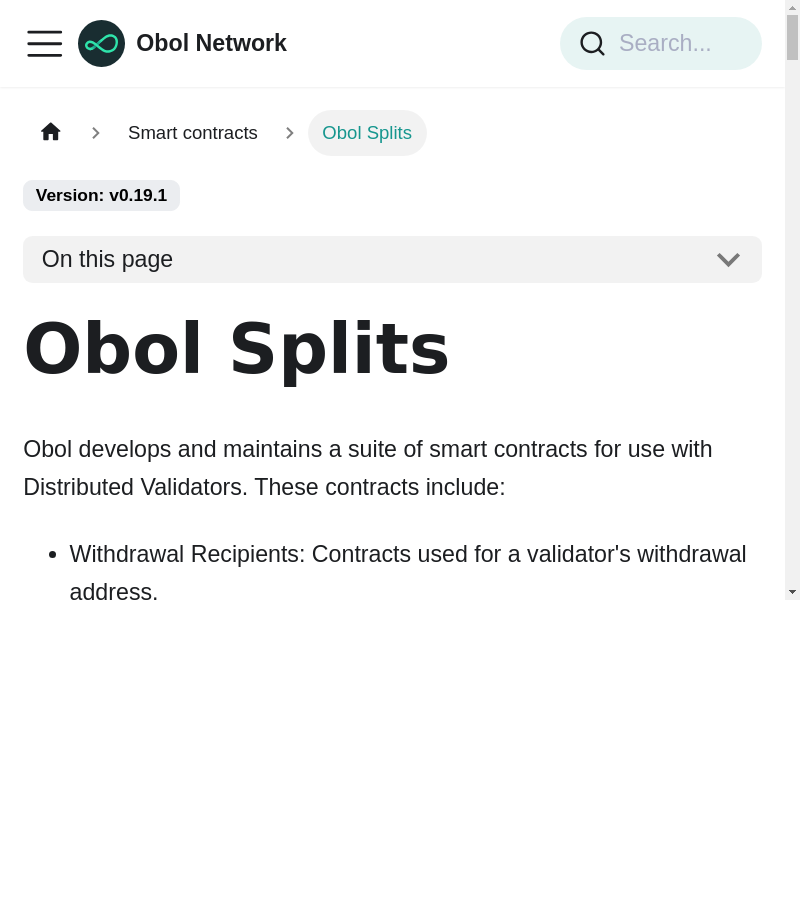 Obol Network
Search...
Smart contracts
Obol Splits
Version: v0.19.1
On this page
Obol Splits
Obol develops and maintains a suite of smart contracts for use with
Distributed Validators. These contracts include:
Withdrawal Recipients: Contracts used for a validator's withdrawal
address.